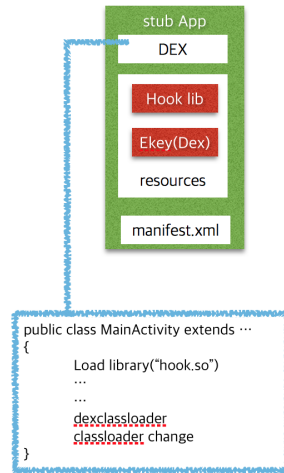 stub App
DEX
Hook lib
Ekey(Dex)
resources
manifest.xml
public class MainActivity extends ⋯
{
Load library(“hook.so”)
⋯
⋯
dexclassloader
classloader change
}